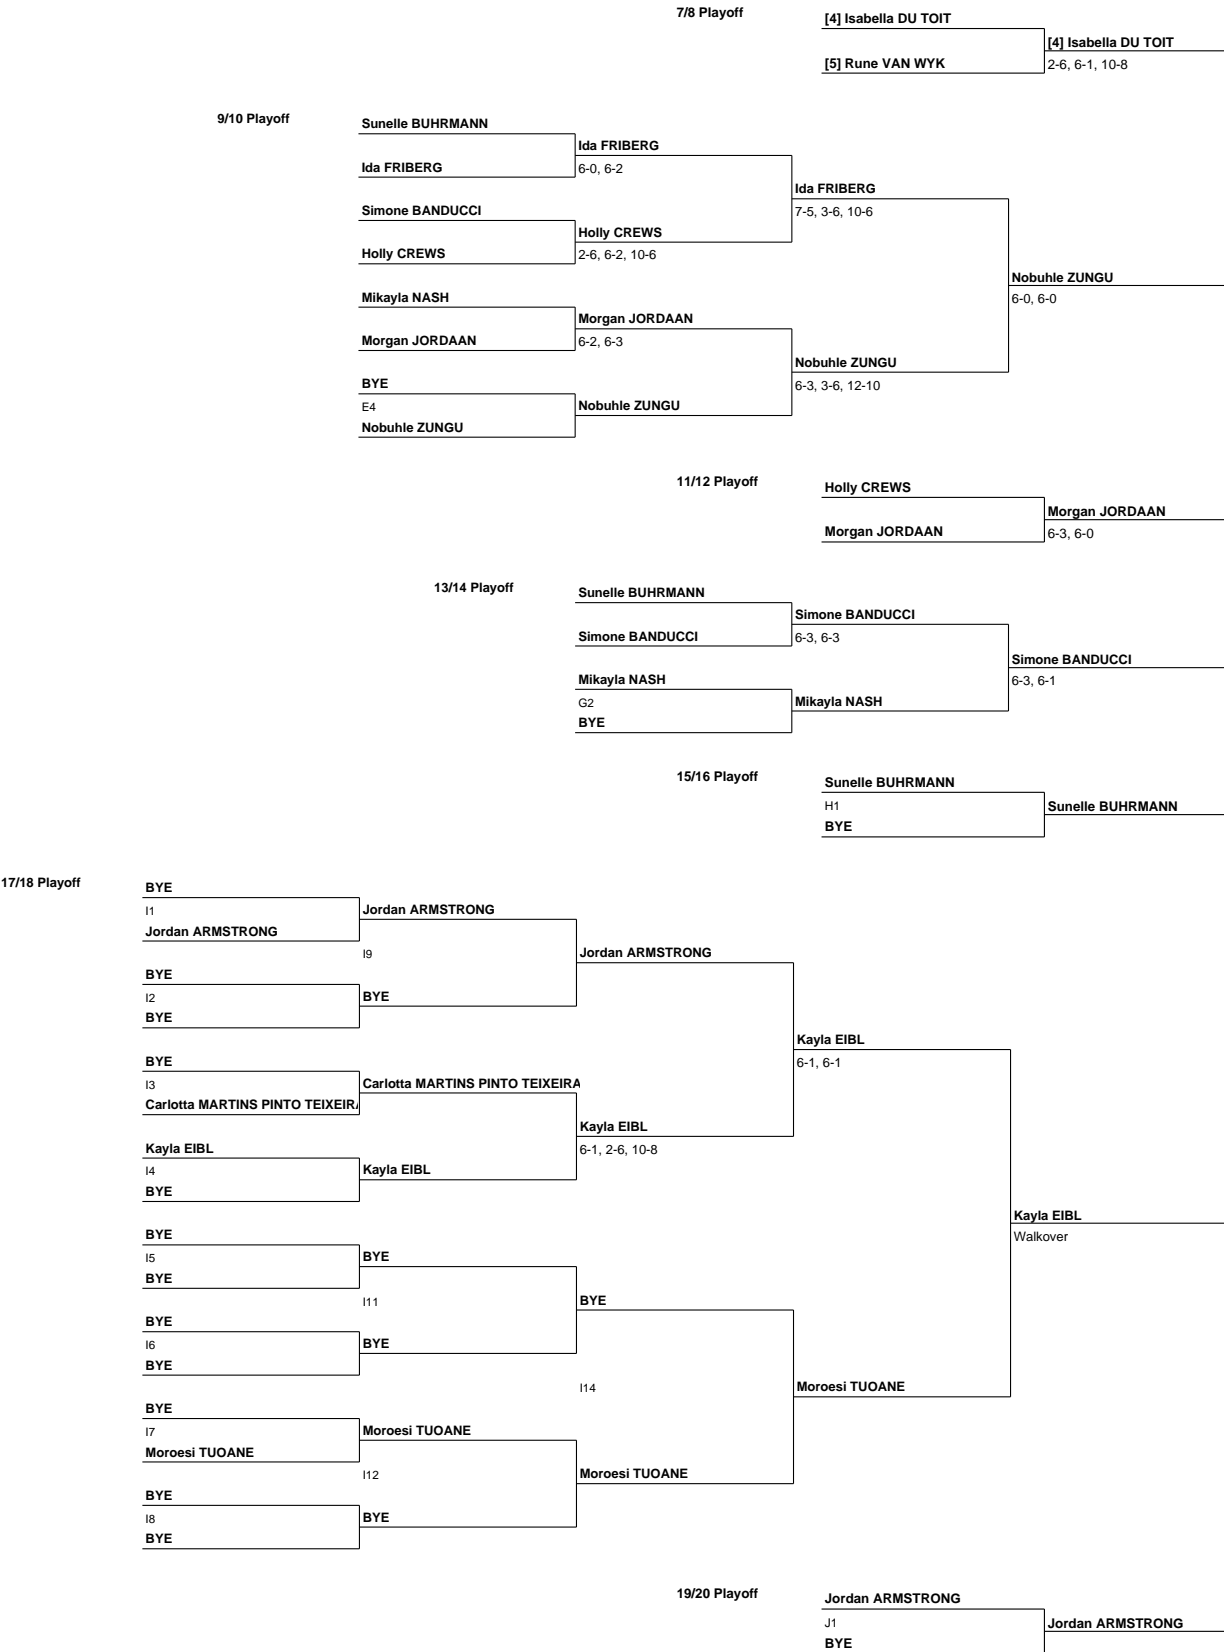 7/8 Playoff
[4] Isabella DU TOIT
[4] Isabella DU TOIT
[5] Rune VAN WYK
2-6, 6-1, 10-8
9/10 Playoff
Sunelle BUHRMANN
Ida FRIBERG
Ida FRIBERG
6-0, 6-2
Ida FRIBERG
7-5, 3-6, 10-6
Simone BANDUCCI
Holly CREWS
Holly CREWS
2-6, 6-2, 10-6
Nobuhle ZUNGU
6-0, 6-0
Mikayla NASH
Morgan JORDAAN
Morgan JORDAAN
6-2, 6-3
Nobuhle ZUNGU
6-3, 3-6, 12-10
BYE
E4
Nobuhle ZUNGU
Nobuhle ZUNGU
11/12 Playoff
Holly CREWS
Morgan JORDAAN
Morgan JORDAAN
6-3, 6-0
13/14 Playoff
Sunelle BUHRMANN
Simone BANDUCCI
Simone BANDUCCI
6-3, 6-3
Simone BANDUCCI
6-3, 6-1
Mikayla NASH
G2
Mikayla NASH
BYE
15/16 Playoff
Sunelle BUHRMANN
H1
Sunelle BUHRMANN
BYE
17/18 Playoff
BYE
I1
Jordan ARMSTRONG
Jordan ARMSTRONG
I9
Jordan ARMSTRONG
BYE
I2
BYE
BYE
Kayla EIBL
6-1, 6-1
BYE
I3
Carlotta MARTINS PINTO TEIXEIRA
Carlotta MARTINS PINTO TEIXEIRA
Kayla EIBL
6-1, 2-6, 10-8
Kayla EIBL
I4
Kayla EIBL
BYE
Kayla EIBL
Walkover
BYE
I5
BYE
BYE
I11
BYE
BYE
I6
BYE
BYE
I14
Moroesi TUOANE
BYE
I7
Moroesi TUOANE
Moroesi TUOANE
I12
Moroesi TUOANE
BYE
I8
BYE
BYE
19/20 Playoff
Jordan ARMSTRONG
J1
Jordan ARMSTRONG
BYE